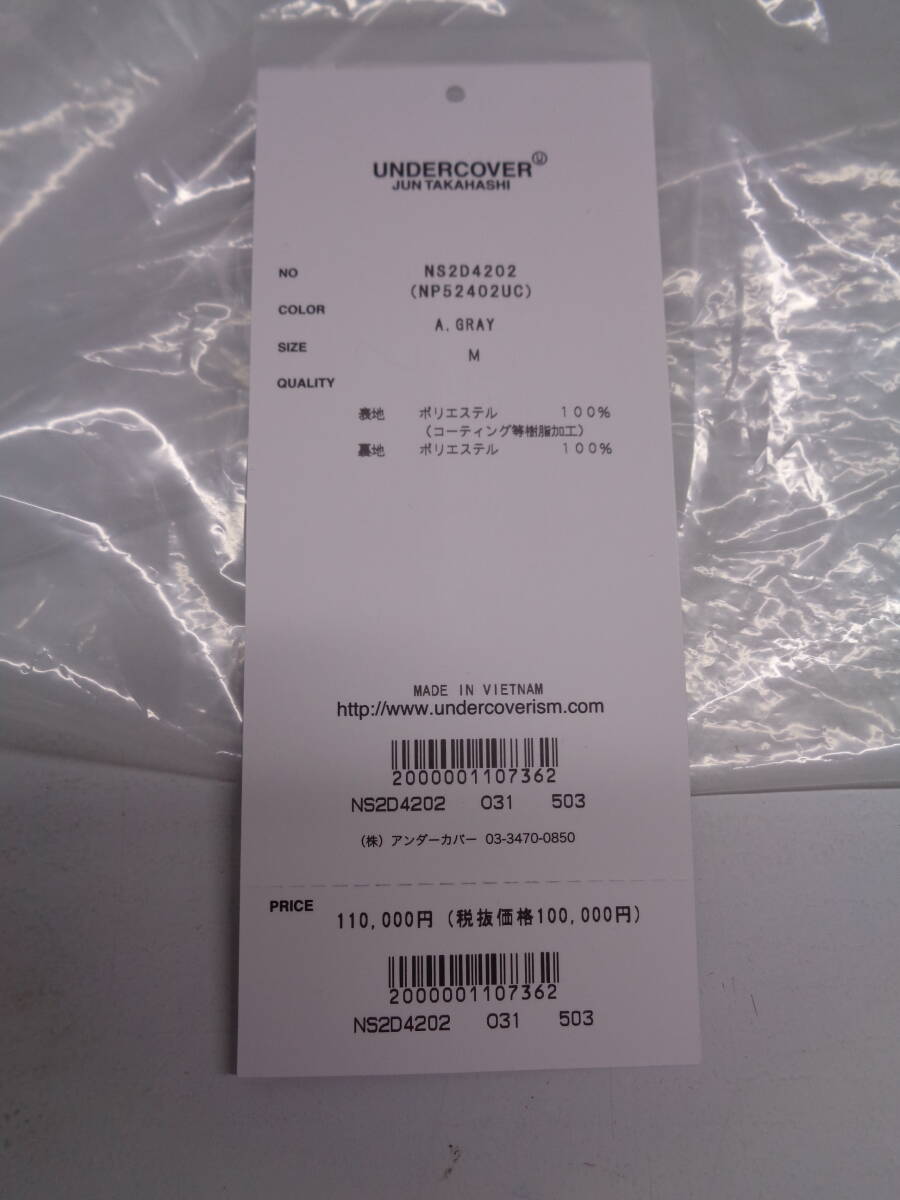 UNDERCOVER Ⓤ
JUN TAKAHASHI
NO NS2D4202
(NP52402UC)
COLOR A.GRAY
SIZE M
QUALITY
表地 ポリエステル 100%
(コーティング等樹脂加工)
裏地 ポリエステル 100%
MADE IN VIETNAM
http://www.undercoverism.com
2000001107362
NS2D4202 031 503
(株) アンダーカバー 03-3470-0850
PRICE 110,000円 (税抜価格100,000円)
2000001107362
NS2D4202 031 503